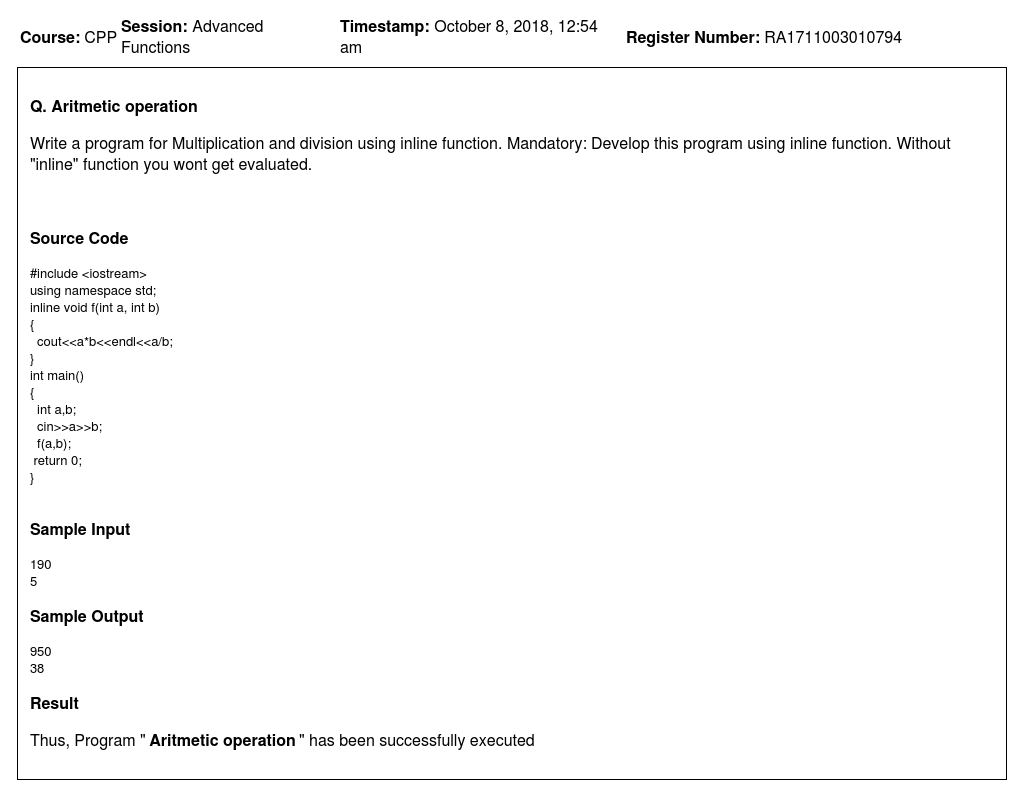 Course: CPP Session: Advanced Functions Timestamp: October 8, 2018, 12:54 am Register Number: RA1711003010794
Q. Aritmetic operation
Write a program for Multiplication and division using inline function. Mandatory: Develop this program using inline function. Without
"inline" function you wont get evaluated.
Source Code
#include <iostream>
using namespace std;
inline void f(int a, int b)
{
  cout<<a*b<<endl<<a/b;
}
int main()
{
  int a,b;
  cin>>a>>b;
  f(a,b);
 return 0;
}
Sample Input
190
5
Sample Output
950
38
Result
Thus, Program " Aritmetic operation " has been successfully executed